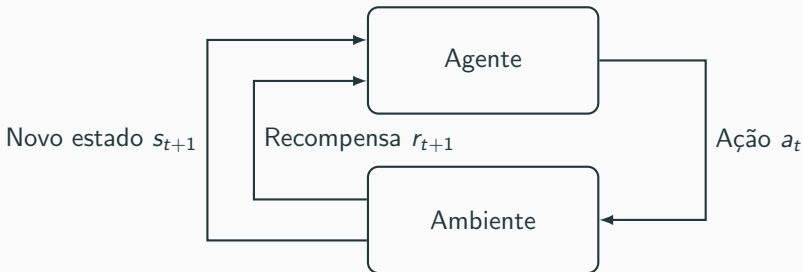 Agente
Novo estado s_{t+1}
Recompensa r_{t+1}
Ação a_t
Ambiente